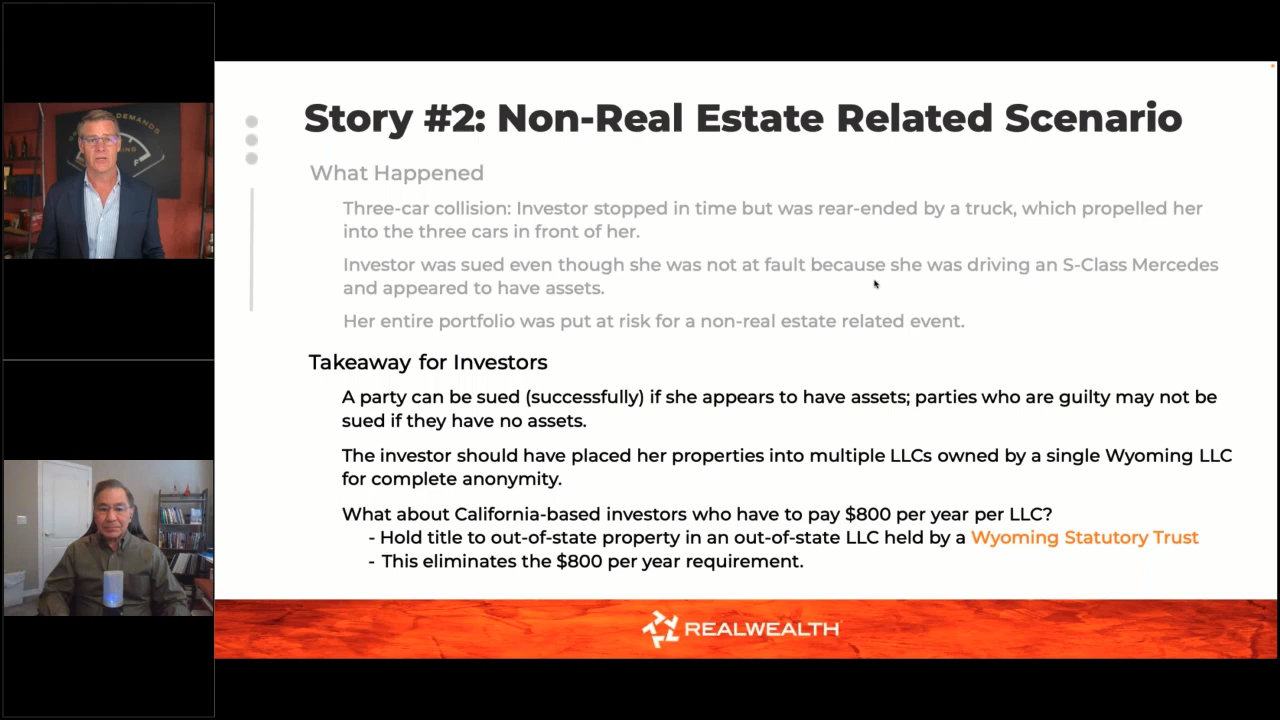 DEMANDS
Story #2: Non-Real Estate Related Scenario
What Happened
Three-car collision: Investor stopped in time but was rear-ended by a truck, which propelled her
into the three cars in front of her.
Investor was sued even though she was not at fault because she was driving an S-Class Mercedes
and appeared to have assets.
Her entire portfolio was put at risk for a non-real estate related event.
Takeaway for Investors
A party can be sued (successfully) if she appears to have assets; parties who are guilty may not be
sued if they have no assets.
The investor should have placed her properties into multiple LLCs owned by a single Wyoming LLC
for complete anonymity.
What about California-based investors who have to pay $800 per year per LLC?
- Hold title to out-of-state property in an out-of-state LLC held by a Wyoming Statutory Trust
- This eliminates the $800 per year requirement.
REALWEALTH